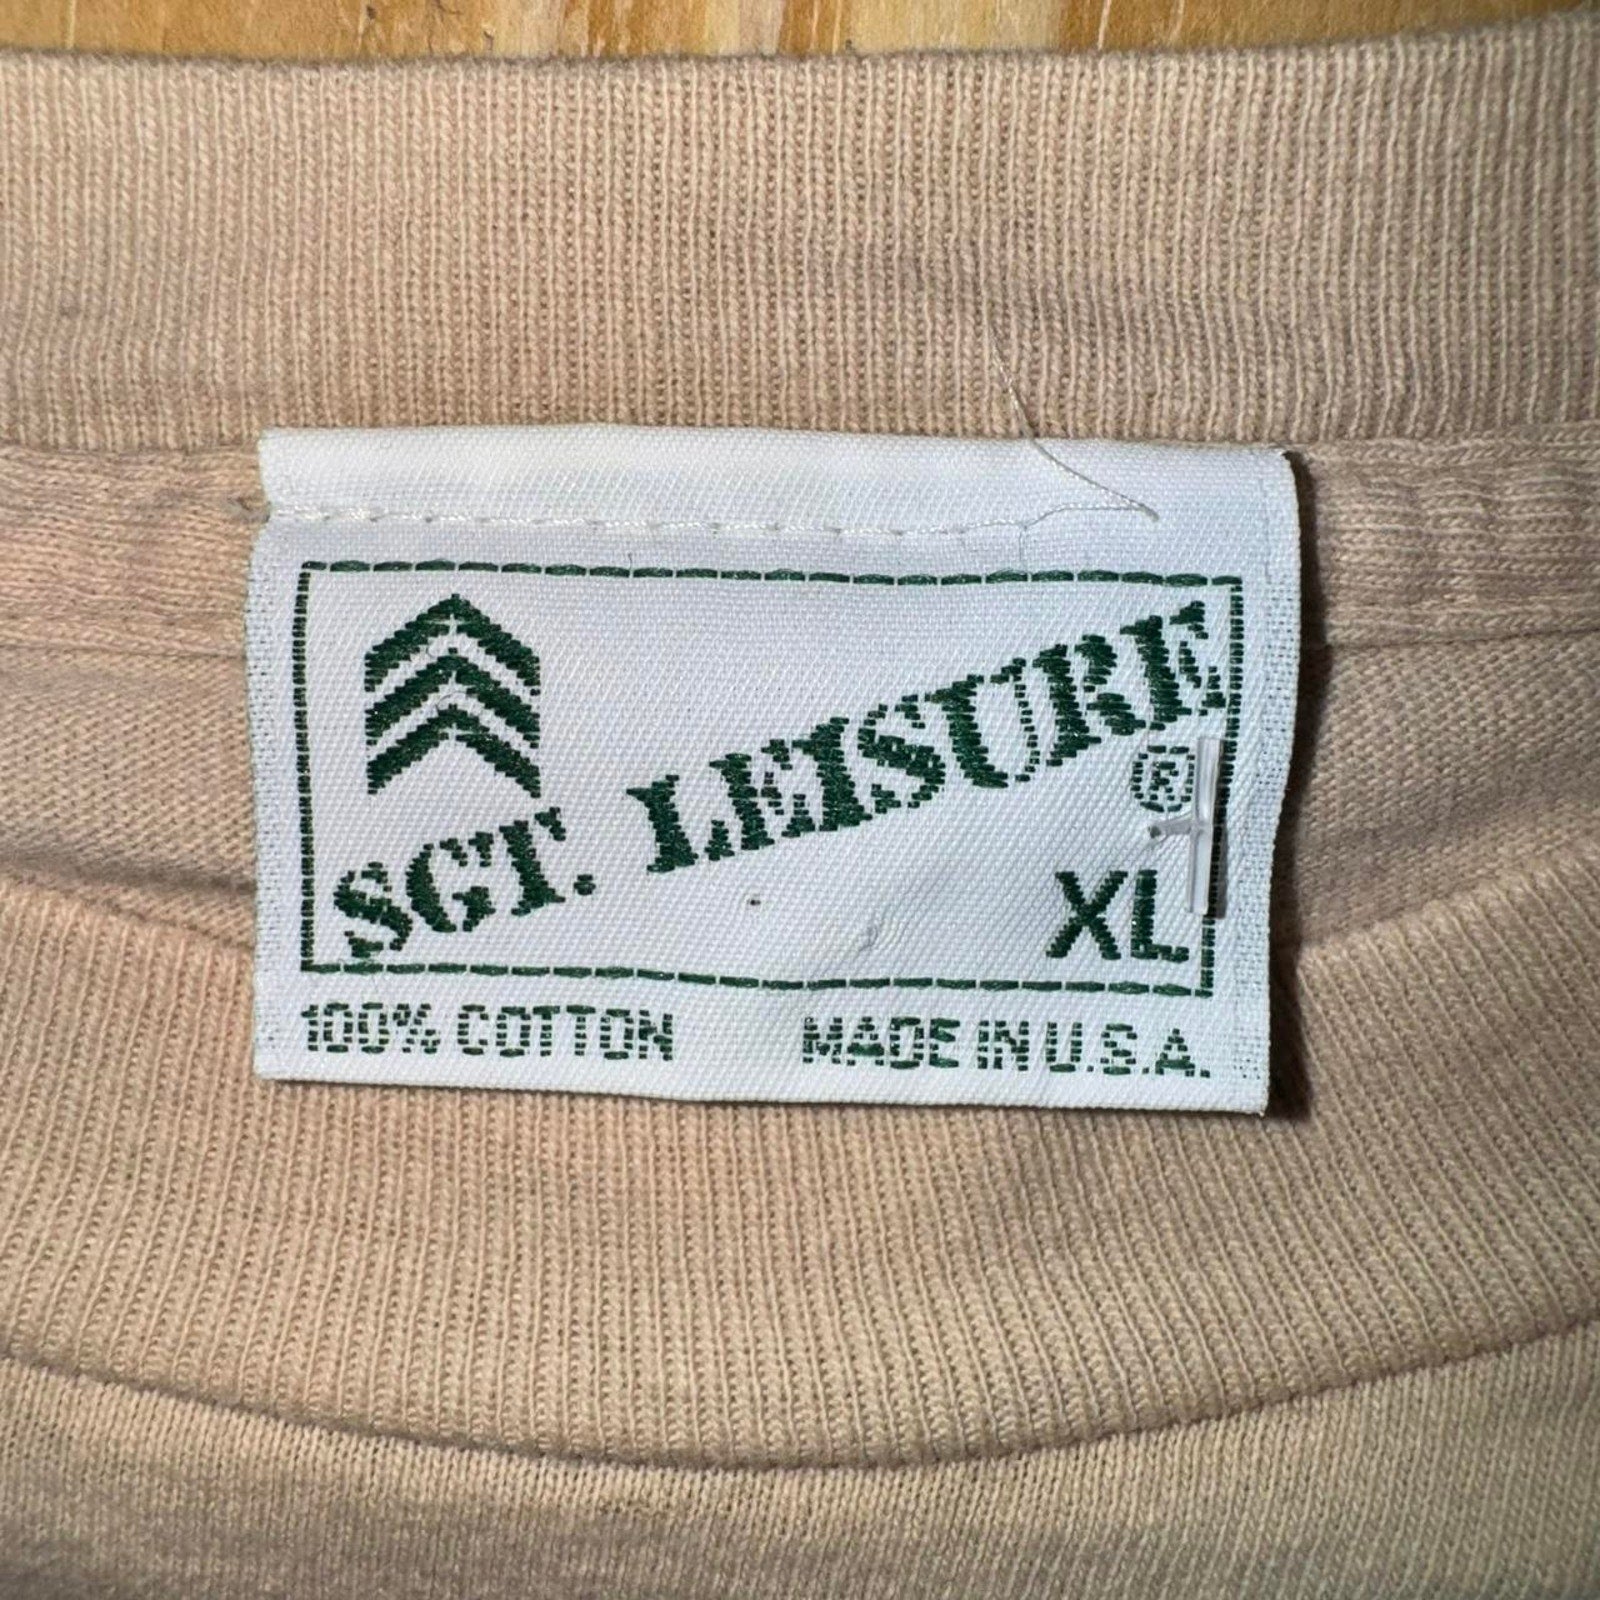 SGT. LEISURE ®
XL
100% COTTON MADE IN U.S.A.